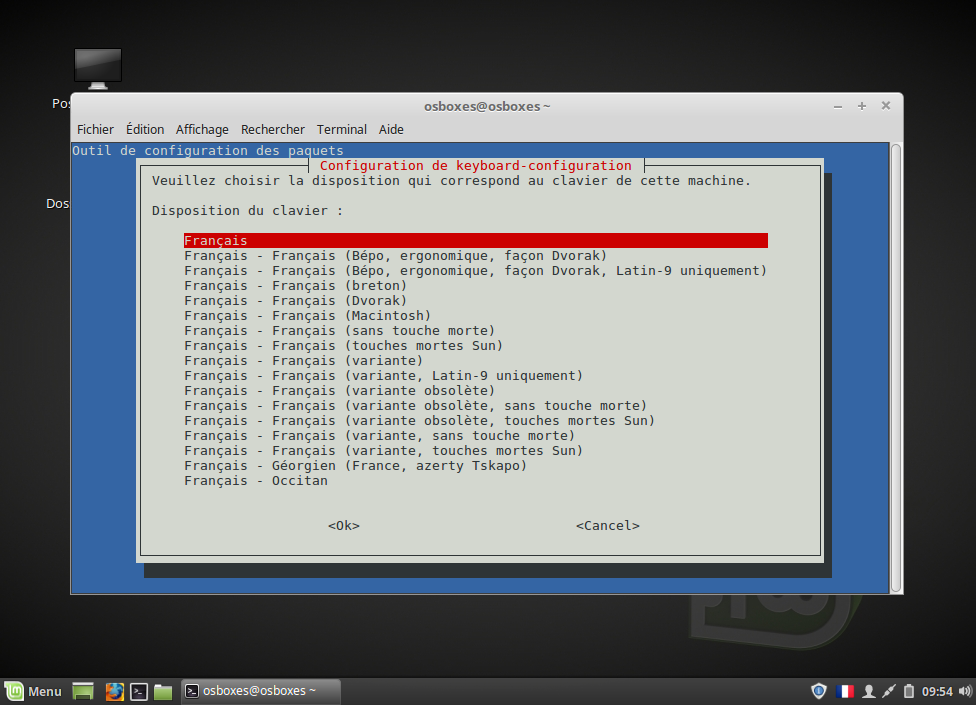 Pos
Dos
osboxes@osboxes ~
Fichier Édition Affichage Rechercher Terminal Aide
Outil de configuration des paquets
Configuration de keyboard-configuration
Veuillez choisir la disposition qui correspond au clavier de cette machine.
Disposition du clavier :
Français
Français - Français (Bépo, ergonomique, façon Dvorak)
Français - Français (Bépo, ergonomique, façon Dvorak, Latin-9 uniquement)
Français - Français (breton)
Français - Français (Dvorak)
Français - Français (Macintosh)
Français - Français (sans touche morte)
Français - Français (touches mortes Sun)
Français - Français (variante)
Français - Français (variante, Latin-9 uniquement)
Français - Français (variante obsolète)
Français - Français (variante obsolète, sans touche morte)
Français - Français (variante obsolète, touches mortes Sun)
Français - Français (variante, sans touche morte)
Français - Français (variante, touches mortes Sun)
Français - Géorgien (France, azerty Tskapo)
Français - Occitan
<Ok> <Cancel>
Menu osboxes@osboxes ~ 09:54